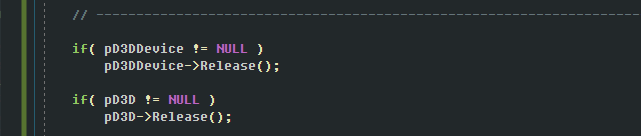 // --------------------------------------------------------------------
if( pD3DDevice != NULL )
pD3DDevice->Release();
if( pD3D != NULL )
pD3D->Release();